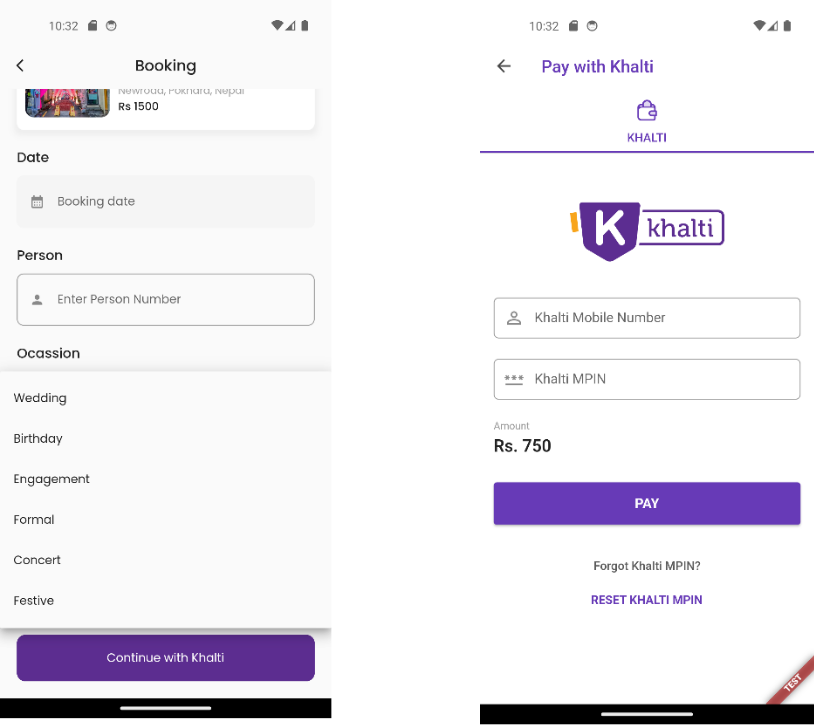 10:32
Booking
Newroad, Pokhara, Nepal
Rs 1500
Date
Booking date
Person
Enter Person Number
Ocassion
Wedding
Birthday
Engagement
Formal
Concert
Festive
Continue with Khalti
10:32
Pay with Khalti
KHALTI
K khalti
Khalti Mobile Number
*** Khalti MPIN
Amount
Rs. 750
PAY
Forgot Khalti MPIN?
RESET KHALTI MPIN
TEST